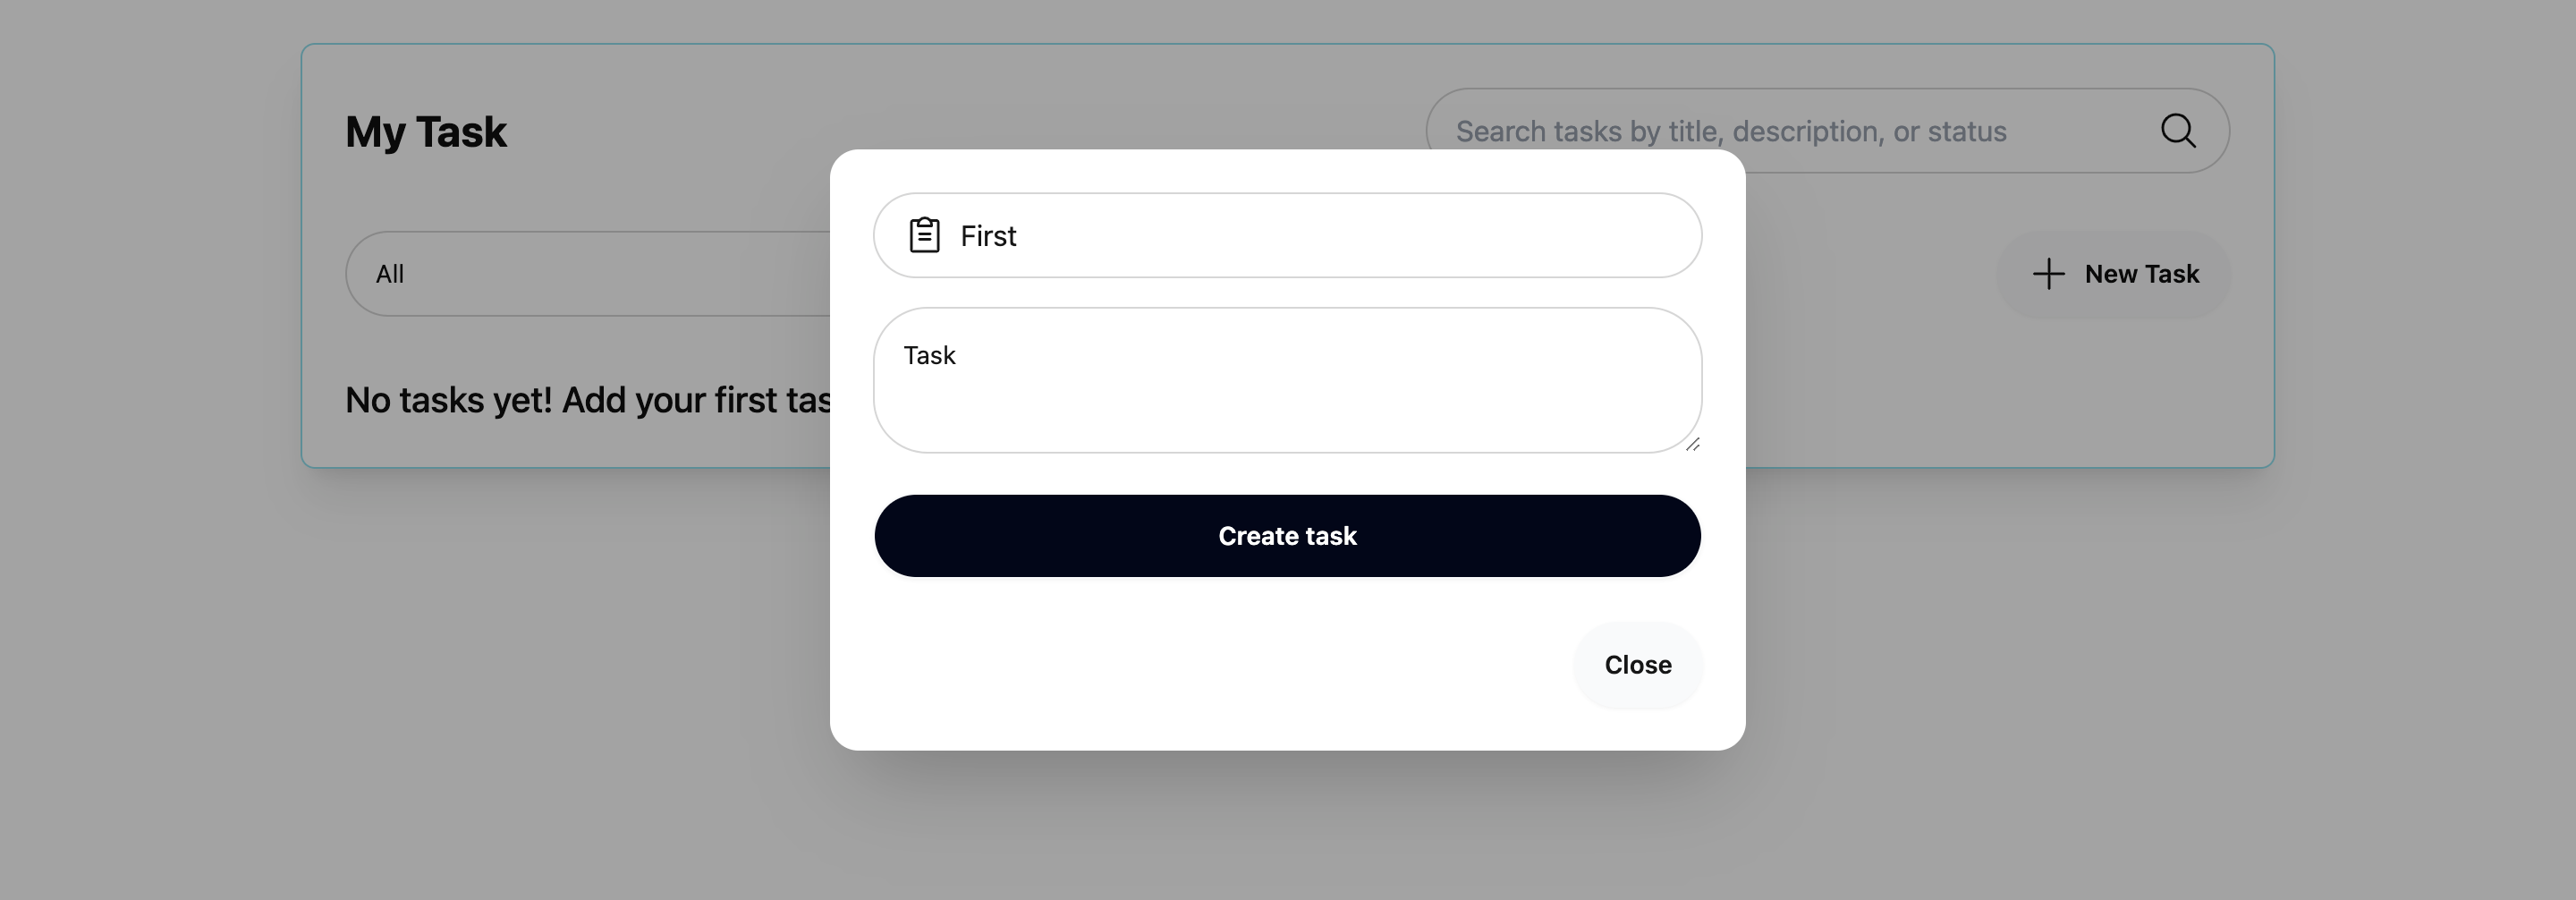 My Task
Search tasks by title, description, or status
All
New Task
No tasks yet! Add your first tas
First
Task
Create task
Close